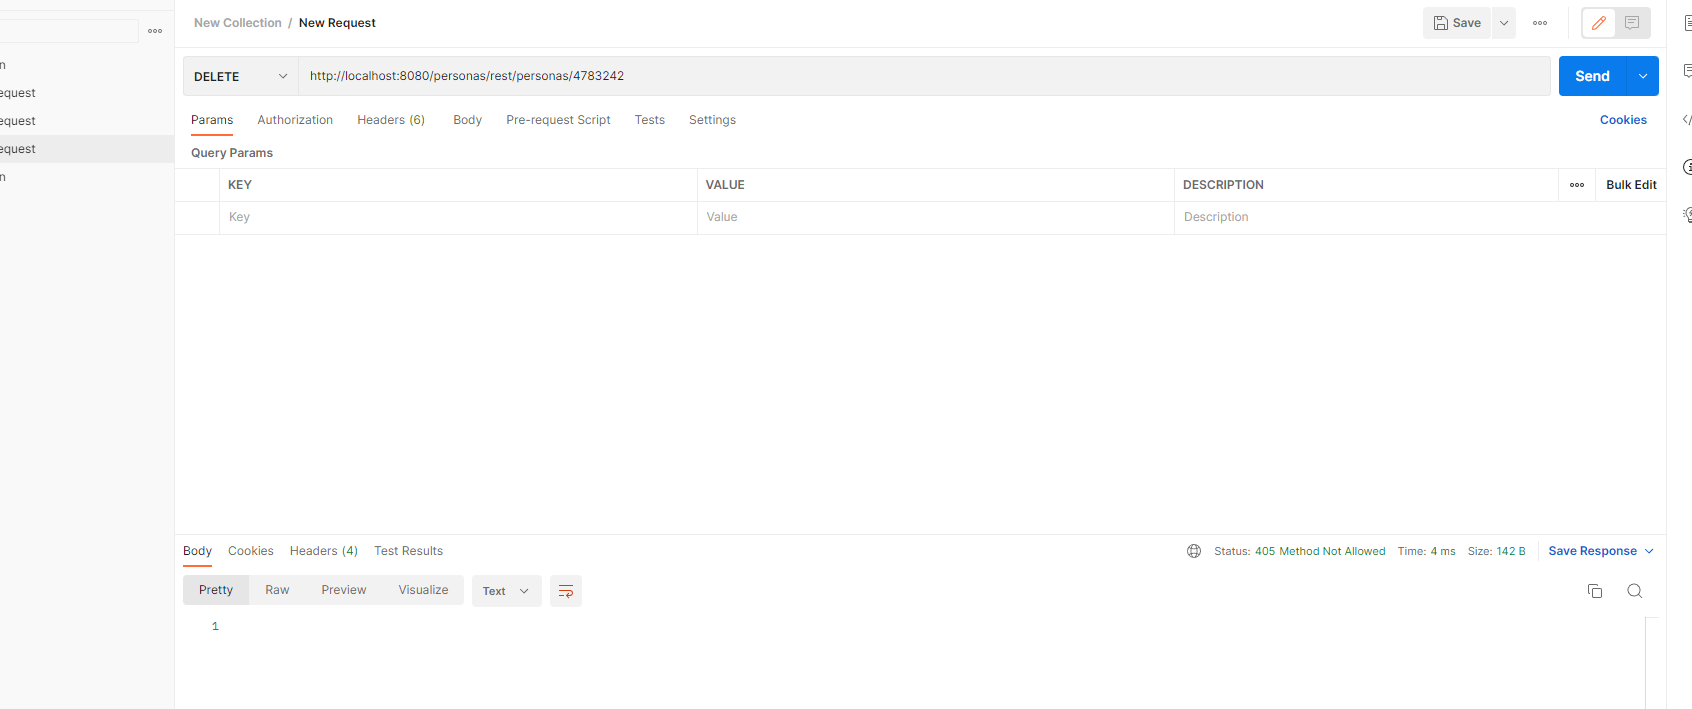 New Collection / New Request
Save
n
equest
equest
equest
n
DELETE
http://localhost:8080/personas/rest/personas/4783242
Send
Params Authorization Headers (6) Body Pre-request Script Tests Settings
Cookies
Query Params
KEY VALUE DESCRIPTION
Bulk Edit
Key Value Description
Body Cookies Headers (4) Test Results
Status: 405 Method Not Allowed Time: 4 ms Size: 142 B
Save Response
Pretty Raw Preview Visualize Text
1